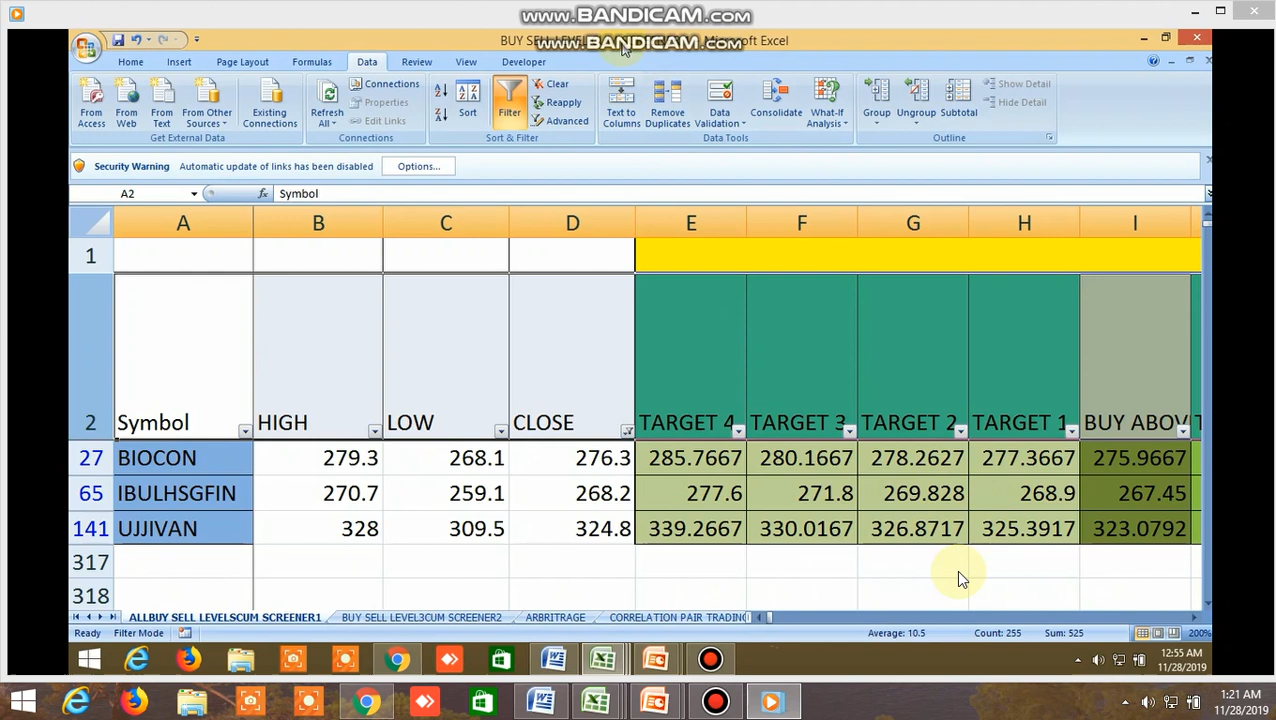 www.BANDICAM.com
BUY SELL LEVEL
Microsoft Excel
www.BANDICAM.com
Home Insert Page Layout Formulas Data Review View Developer
From Access
From Web
From Text
From Other Sources
Existing Connections
Get External Data
Refresh All
Connections
Properties
Edit Links
Connections
Sort
Filter
Clear
Reapply
Advanced
Sort & Filter
Text to Columns
Remove Duplicates
Data Validation
Consolidate
What-If Analysis
Data Tools
Group
Ungroup
Subtotal
Show Detail
Hide Detail
Outline
Security Warning Automatic update of links has been disabled Options...
A2 fx Symbol
A B C D E F G H I
1
2 Symbol HIGH LOW CLOSE TARGET 4 TARGET 3 TARGET 2 TARGET 1 BUY ABOV T
27 BIOCON 279.3 268.1 276.3 285.7667 280.1667 278.2627 277.3667 275.9667
65 IBULHSGFIN 270.7 259.1 268.2 277.6 271.8 269.828 268.9 267.45
141 UJJIVAN 328 309.5 324.8 339.2667 330.0167 326.8717 325.3917 323.0792
317
318
ALLBUY SELL LEVELSCUM SCREENER1 BUY SELL LEVEL3CUM SCREENER2 ARBITRAGE CORRELATION PAIR TRADING
Ready Filter Mode Average: 10.5 Count: 255 Sum: 525 200%
12:55 AM
11/28/2019
1:21 AM
11/28/2019